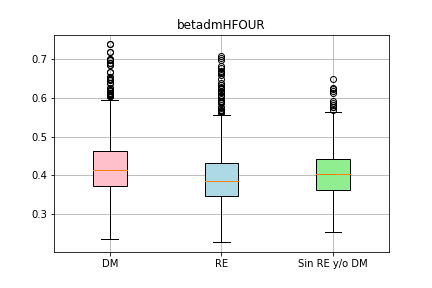 betadmHFOUR
0.7
0.6
0.5
0.4
0.3
DM
RE
Sin RE y/o DM